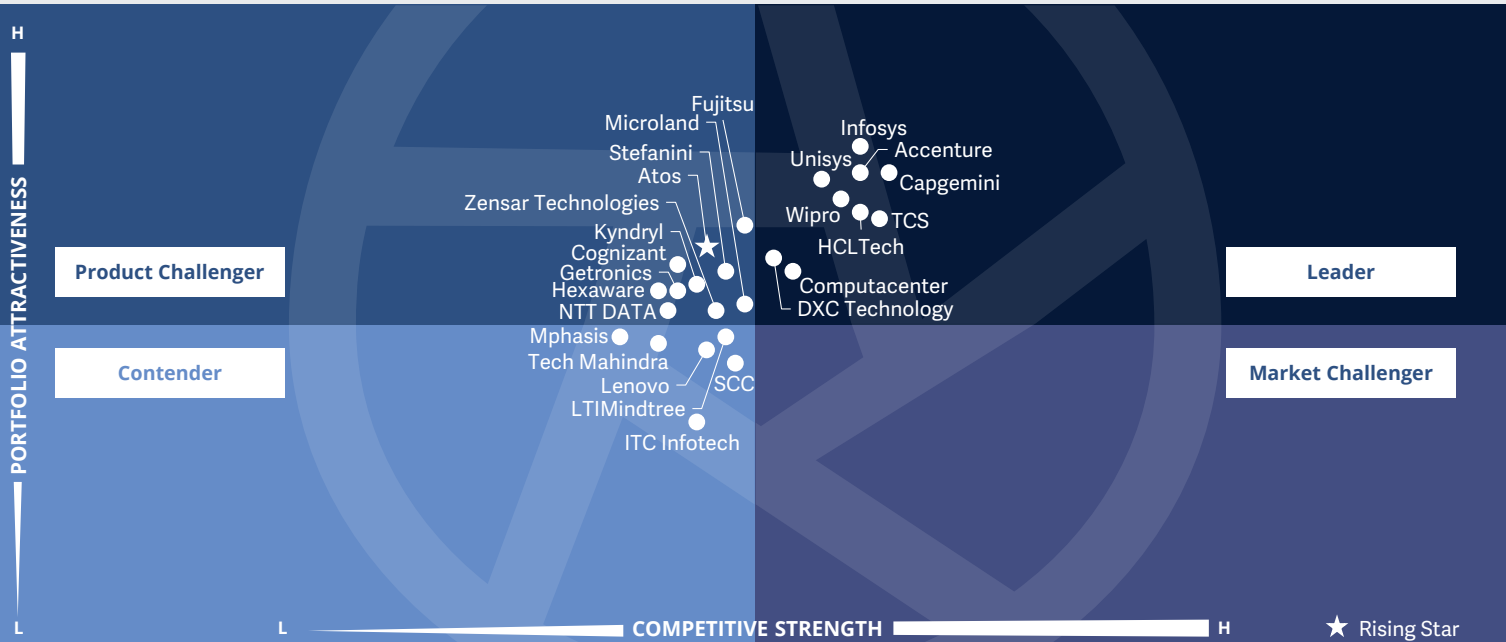 H
PORTFOLIO ATTRACTIVENESS
L
Product Challenger
Leader
Contender
Market Challenger
Fujitsu
Microland
Stefanini
Atos
Zensar Technologies
Kyndryl
Cognizant
Getronics
Hexaware
NTT DATA
Mphasis
Tech Mahindra
Lenovo
SCC
LTIMindtree
ITC Infotech
Infosys
Accenture
Unisys
Capgemini
Wipro
TCS
HCLTech
Computacenter
DXC Technology
L
COMPETITIVE STRENGTH
H
Rising Star